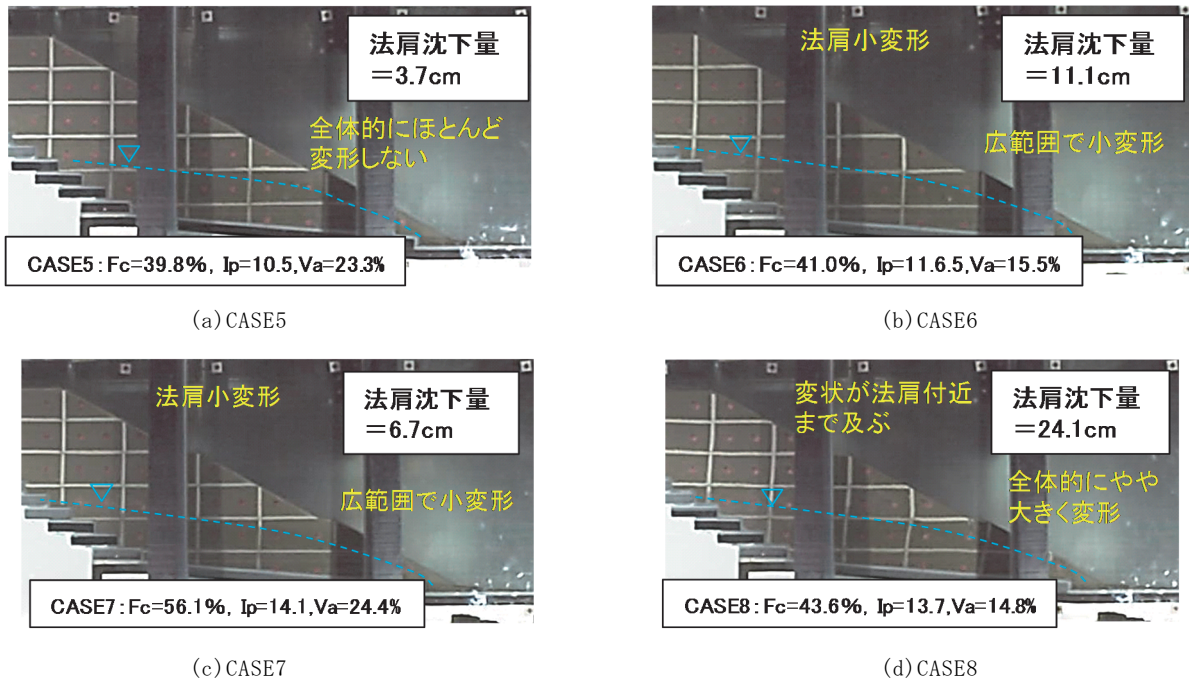 法肩沈下量
＝3.7cm
全体的にほとんど
変形しない
CASE5：Fc=39.8％，Ip=10.5,Va=23.3％
(a)CASE5
法肩小変形
法肩沈下量
＝11.1cm
広範囲で小変形
CASE6：Fc=41.0％，Ip=11.6.5,Va=15.5％
(b)CASE6
法肩小変形
法肩沈下量
＝6.7cm
広範囲で小変形
CASE7：Fc=56.1％，Ip=14.1,Va=24.4％
(c)CASE7
変状が法肩付近
まで及ぶ
法肩沈下量
＝24.1cm
全体的にやや
大きく変形
CASE8：Fc=43.6％，Ip=13.7,Va=14.8％
(d)CASE8